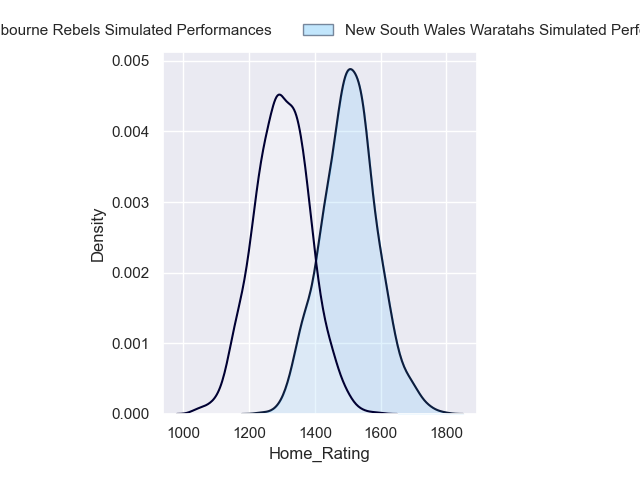 bourne Rebels Simulated Performances New South Wales Waratahs Simulated Perf
0.005
0.004
0.003
0.002
0.001
0.000
Density
1000 1200 1400 1600 1800
Home_Rating